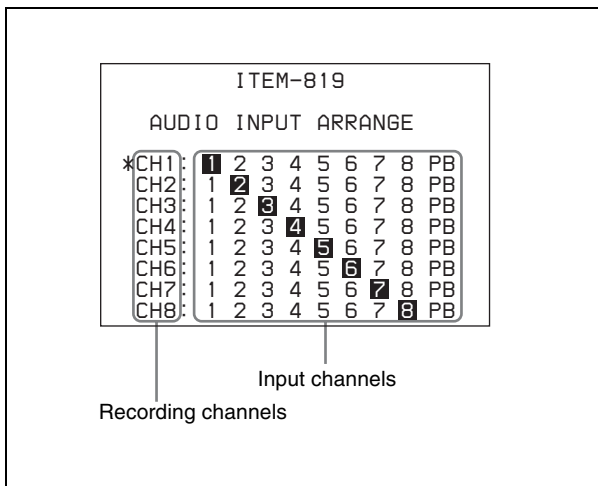 ITEM-819
AUDIO INPUT ARRANGE
*CH1: 1 2 3 4 5 6 7 8 PB
CH2: 1 2 3 4 5 6 7 8 PB
CH3: 1 2 3 4 5 6 7 8 PB
CH4: 1 2 3 4 5 6 7 8 PB
CH5: 1 2 3 4 5 6 7 8 PB
CH6: 1 2 3 4 5 6 7 8 PB
CH7: 1 2 3 4 5 6 7 8 PB
CH8: 1 2 3 4 5 6 7 8 PB
Input channels
Recording channels